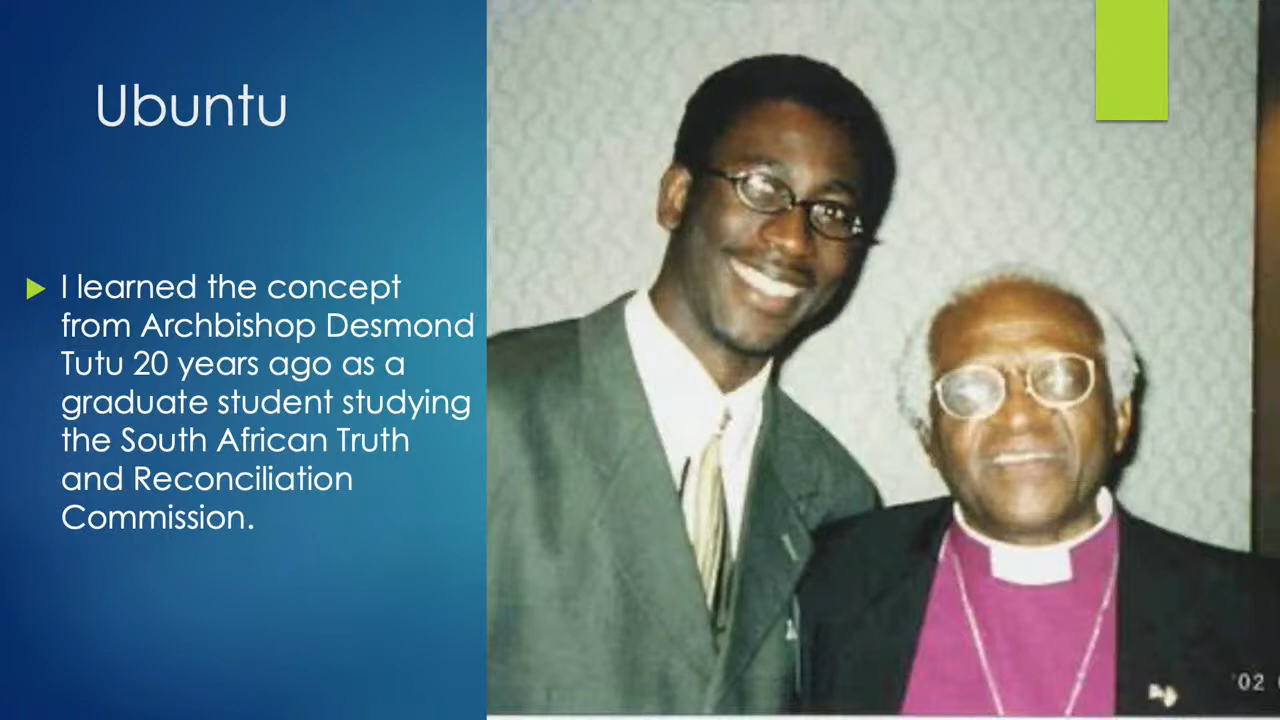 Ubuntu
I learned the concept
from Archbishop Desmond
Tutu 20 years ago as a
graduate student studying
the South African Truth
and Reconciliation
Commission.
'02